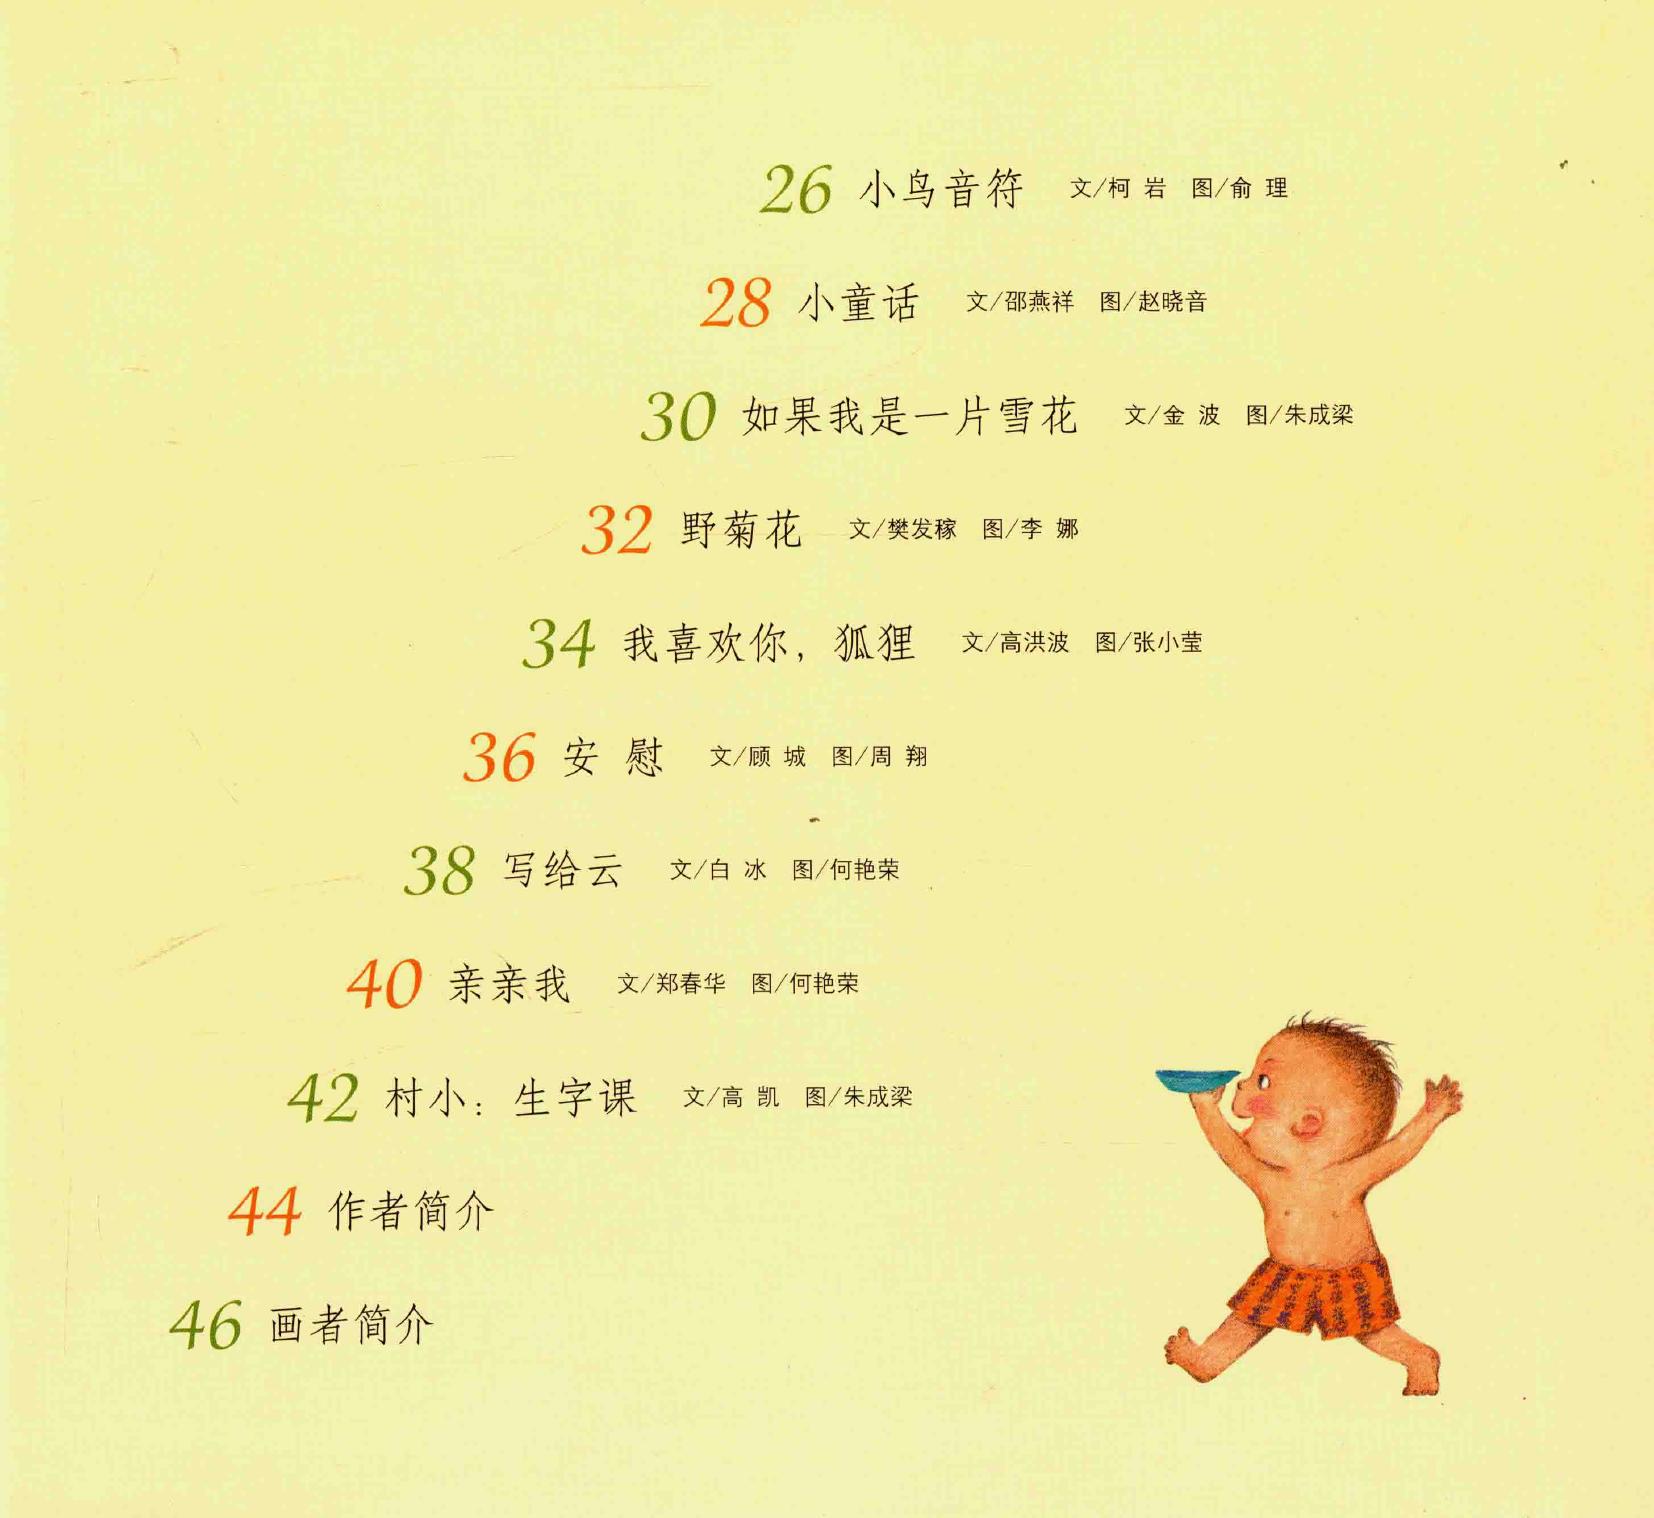 26 小鸟音符 文/柯 岩 图/俞 理
28 小童话 文/邵燕祥 图/赵晓音
30 如果我是一片雪花 文/金 波 图/朱成梁
32 野菊花 文/樊发稼 图/李 娜
34 我喜欢你，狐狸 文/高洪波 图/张小莹
36 安 慰 文/顾 城 图/周 翔
38 写给云 文/白 冰 图/何艳荣
40 亲亲我 文/郑春华 图/何艳荣
42 村小：生字课 文/高 凯 图/朱成梁
44 作者简介
46 画者简介